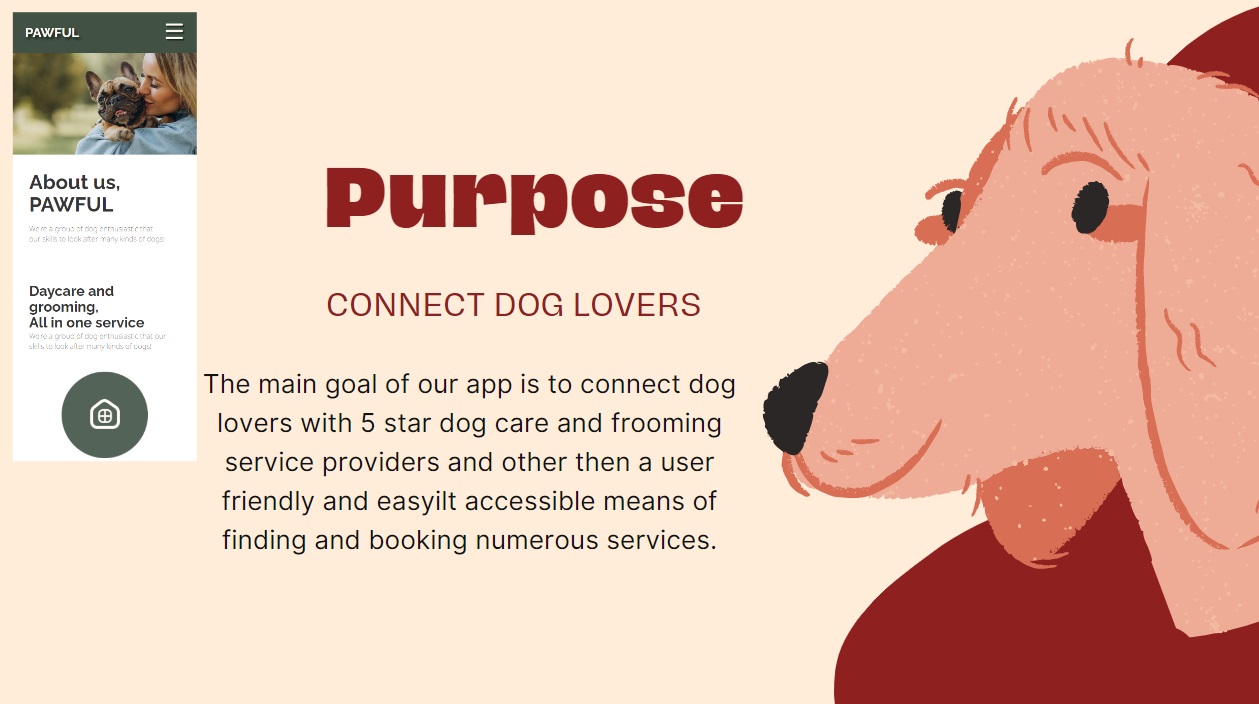 PAWFUL
About us,
PAWFUL
We're a group of dog enthusiastic that
our skills to look after many kinds of dogs!
Daycare and
grooming,
All in one service
We're a group of dog enthusiastic that our
skills to look after many kinds of dogs!
Purpose
CONNECT DOG LOVERS
The main goal of our app is to connect dog
lovers with 5 star dog care and frooming
service providers and other then a user
friendly and easyilt accessible means of
finding and booking numerous services.